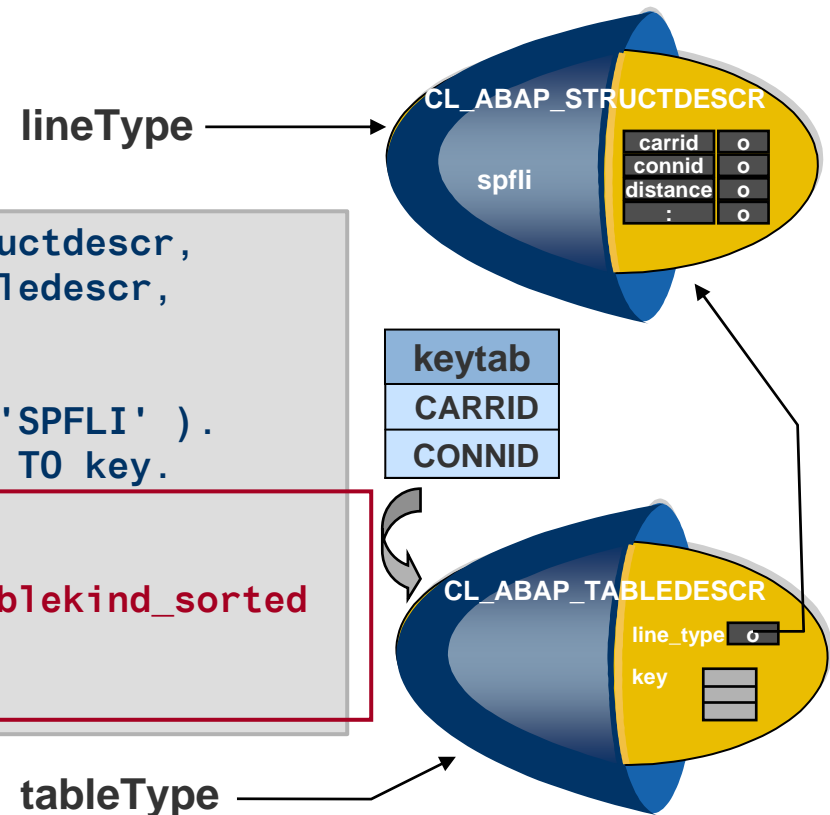 lineType
CL_ABAP_STRUCTDESCR
spfli
carrid o
connid o
distance o
: o
uctdescr,
ledescr,
'SPFLI' ).
TO key.
blekind_sorted
keytab
CARRID
CONNID
CL_ABAP_TABLEDESCR
line_type o
key
tableType